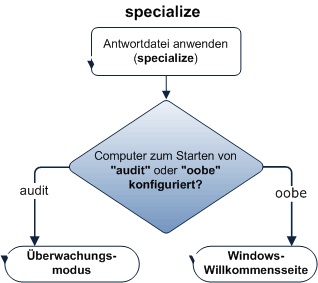 specialize
Antwortdatei anwenden
(specialize)
Computer zum Starten von
"audit" oder "oobe"
konfiguriert?
audit
oobe
Überwachungs-
modus
Windows-
Willkommensseite